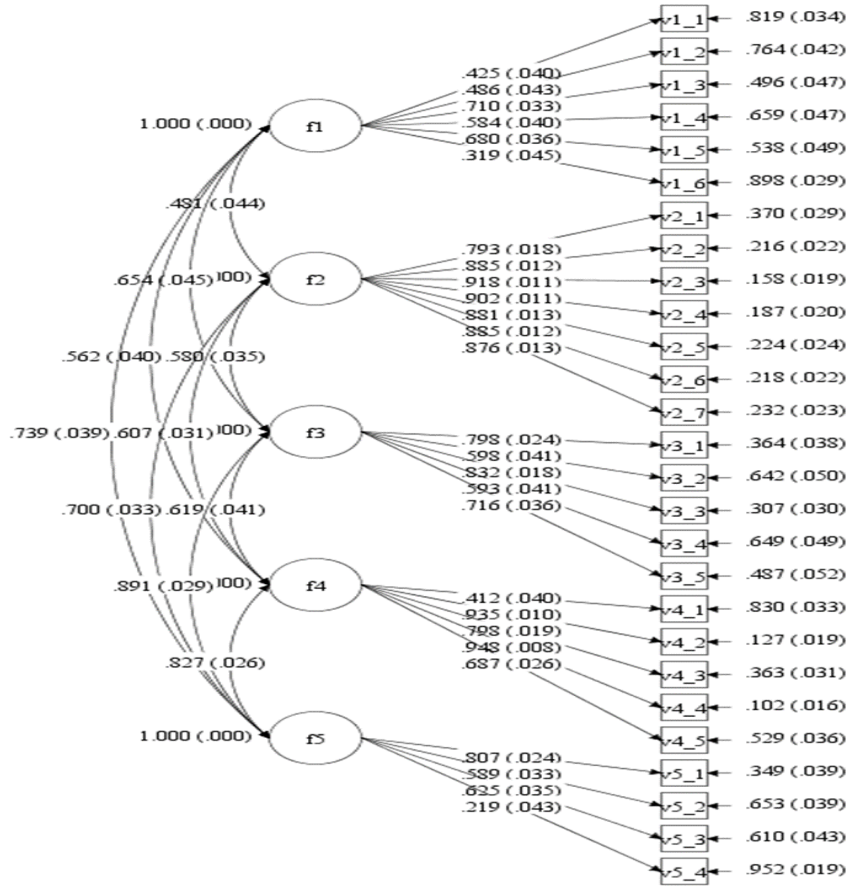 v1_1 .819 (.034)
v1_2 .764 (.042)
.425 (.040)
.486 (.043)
v1_3 .496 (.047)
.710 (.033)
1.000 (.000) f1 .584 (.040) v1_4 .659 (.047)
.680 (.036) v1_5 .538 (.049)
.319 (.045)
v1_6 .898 (.029)
.481 (.044)
v2_1 .370 (.029)
.793 (.018) v2_2 .216 (.022)
.885 (.012)
.654 (.045) 00) f2 .918 (.011) v2_3 .158 (.019)
.902 (.011)
.881 (.013) v2_4 .187 (.020)
.885 (.012)
.876 (.013) v2_5 .224 (.024)
.562 (.040) .580 (.035)
v2_6 .218 (.022)
v2_7 .232 (.023)
.739 (.039) .607 (.031) 00) f3 .798 (.024) v3_1 .364 (.038)
.598 (.041)
.832 (.018) v3_2 .642 (.050)
.593 (.041)
.716 (.036) v3_3 .307 (.030)
.700 (.033) .619 (.041)
v3_4 .649 (.049)
v3_5 .487 (.052)
.891 (.029) 00) f4 .412 (.040) v4_1 .830 (.033)
.935 (.010)
.798 (.019) v4_2 .127 (.019)
.948 (.008)
.687 (.026) v4_3 .363 (.031)
.827 (.026)
v4_4 .102 (.016)
1.000 (.000) f5 v4_5 .529 (.036)
.807 (.024) v5_1 .349 (.039)
.589 (.033)
.625 (.035)
.219 (.043) v5_2 .653 (.039)
v5_3 .610 (.043)
v5_4 .952 (.019)